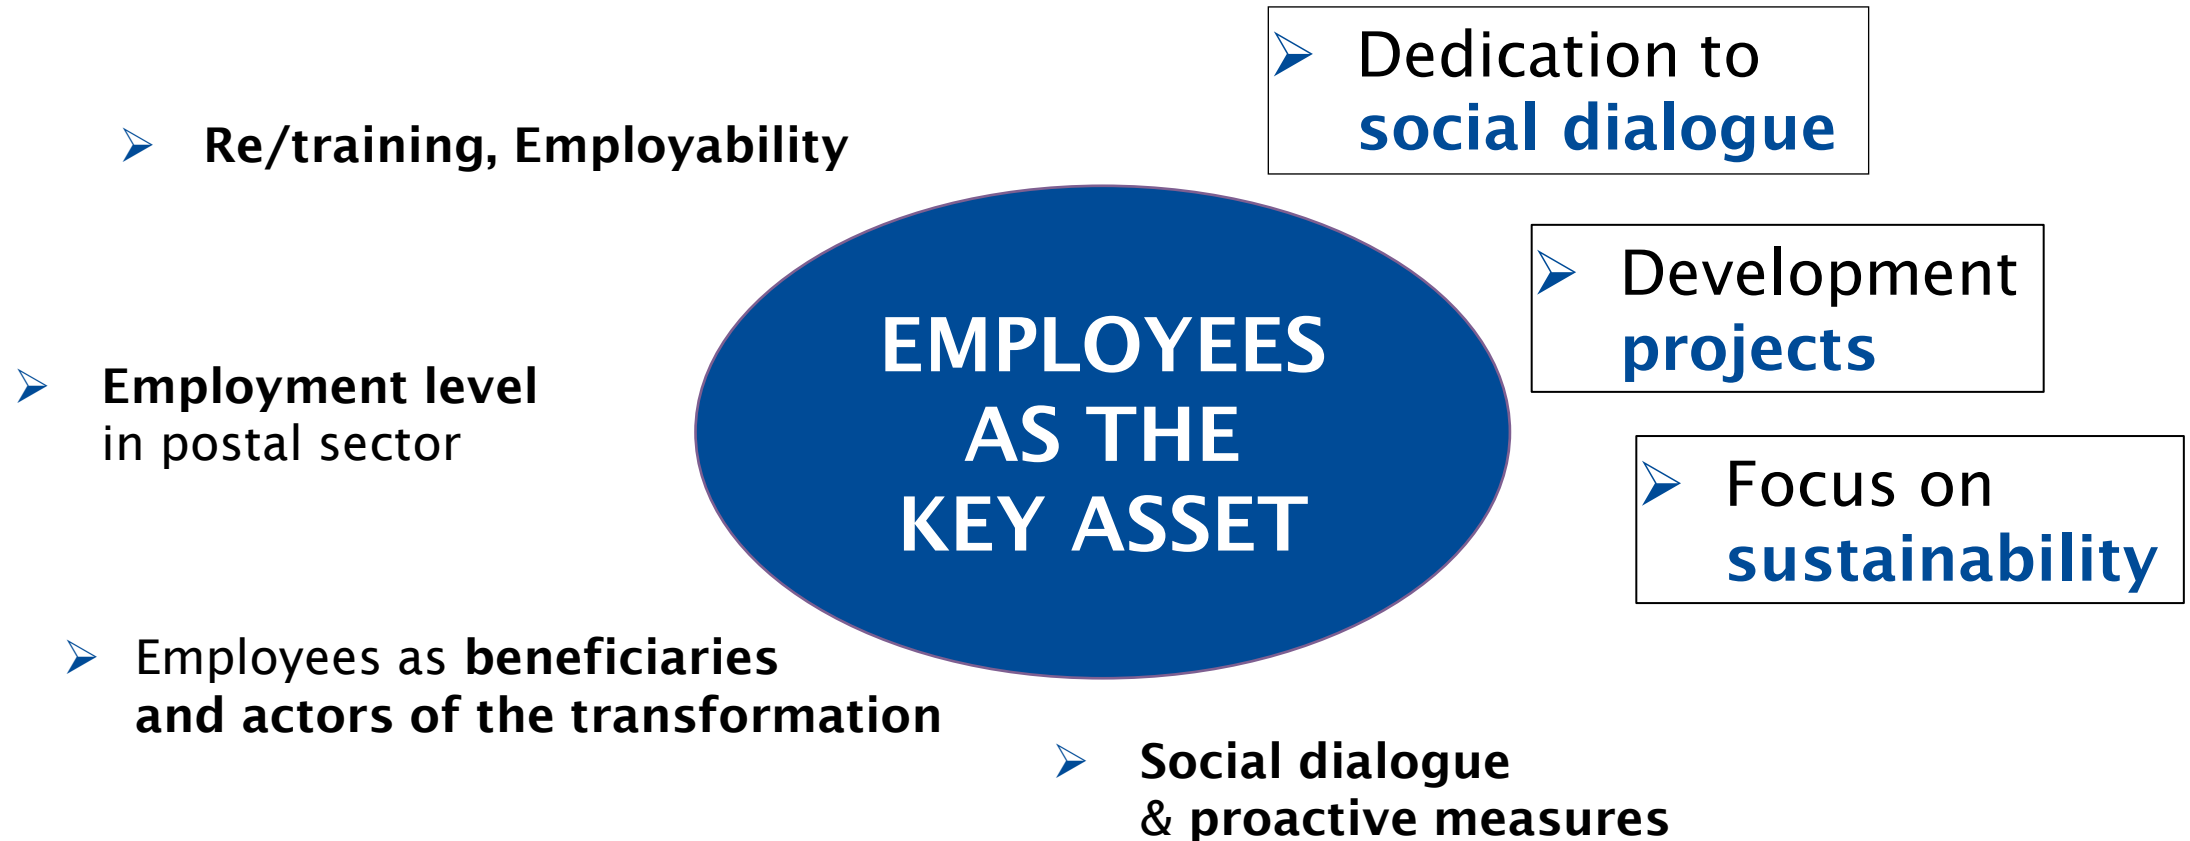 Dedication to
social dialogue
Re/training, Employability
Development
projects
EMPLOYEES
AS THE
KEY ASSET
Employment level
in postal sector
Focus on
sustainability
Employees as beneficiaries
and actors of the transformation
Social dialogue
& proactive measures